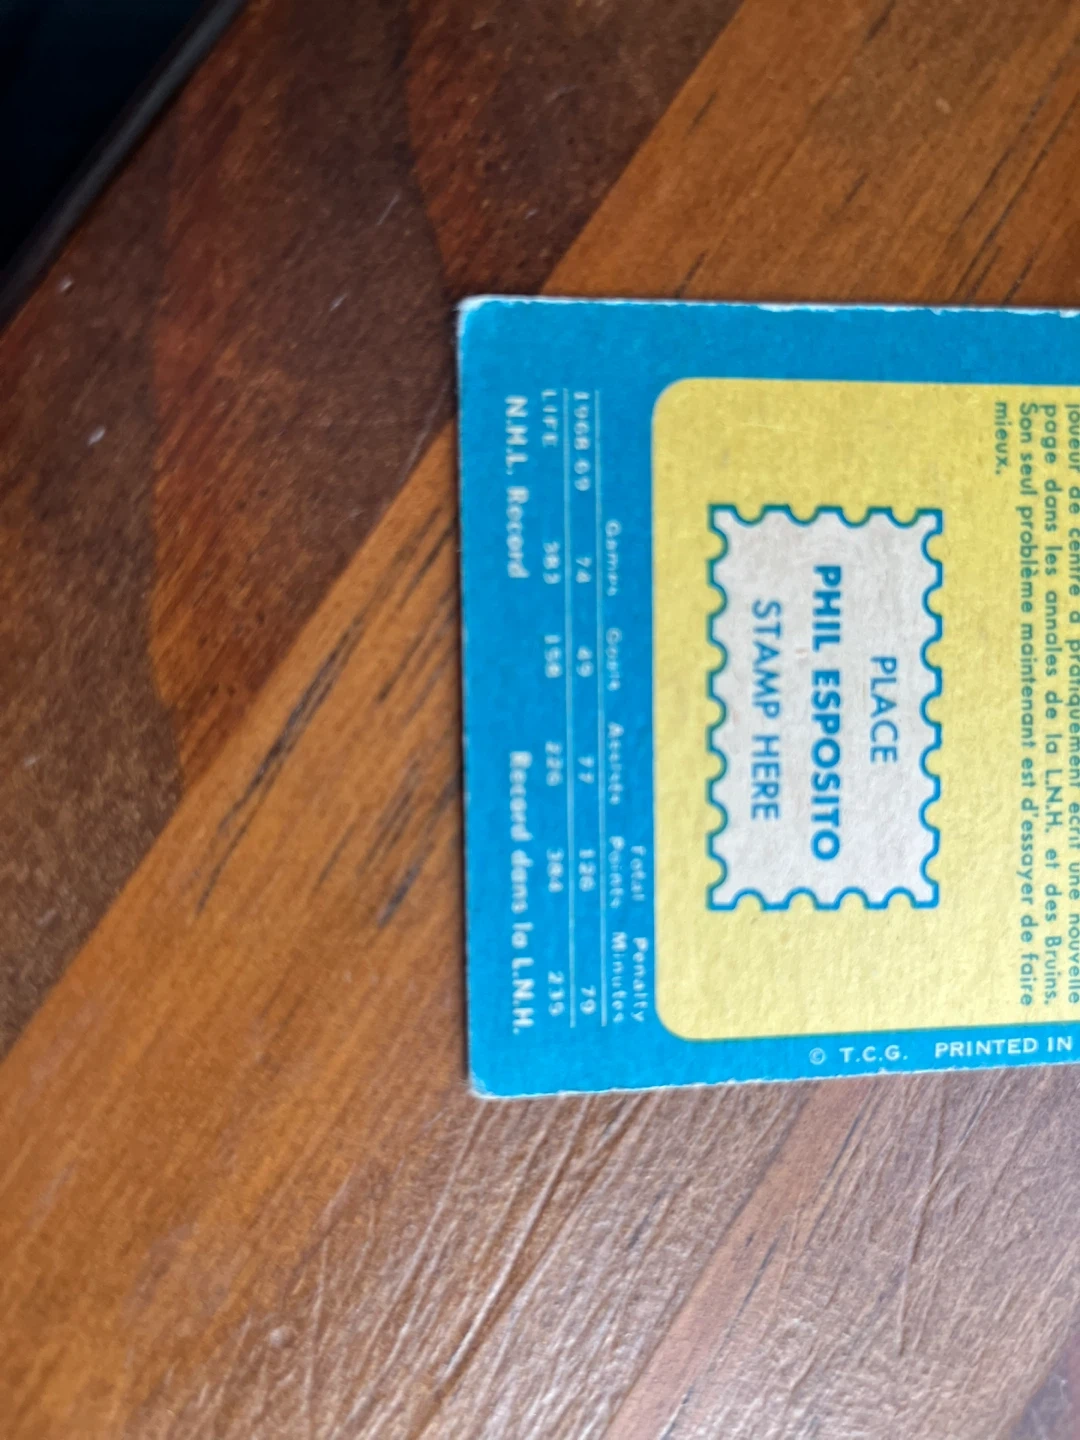 joueur de centre a pratiquement écrit une nouvelle
page dans les annales de la L.N.H. et des Bruins.
Son seul problème maintenant est d'essayer de faire
mieux.
PLACE
PHIL ESPOSITO
STAMP HERE
Total Penalty
Games Goals Assists Points Minutes
1968-69 74 49 77 126 79
LIFE 382 150 226 384 235
N.H.L. Record Record dans la L.N.H.
© T.C.G. PRINTED IN